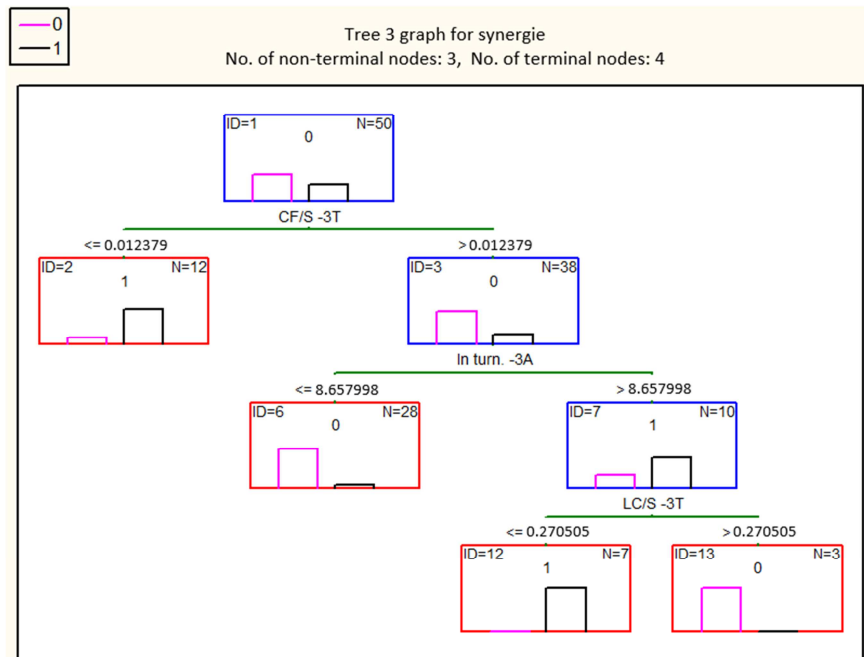 0
1
Tree 3 graph for synergie
No. of non-terminal nodes: 3, No. of terminal nodes: 4
ID=1 N=50
0
CF/S -3T
<= 0.012379 > 0.012379
ID=2 N=12 ID=3 N=38
1 0
In turn. -3A
<= 8.657998 > 8.657998
ID=6 N=28 ID=7 N=10
0 1
LC/S -3T
<= 0.270505 > 0.270505
ID=12 N=7 ID=13 N=3
1 0